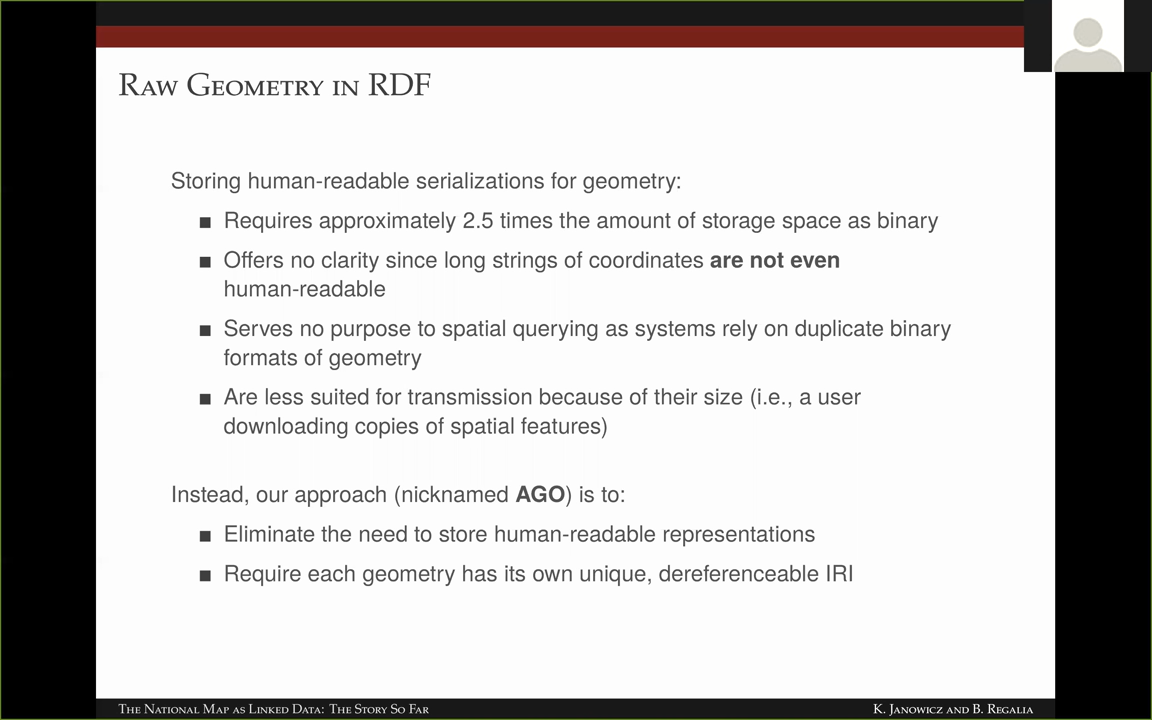 Raw Geometry in RDF
Storing human-readable serializations for geometry:
■ Requires approximately 2.5 times the amount of storage space as binary
■ Offers no clarity since long strings of coordinates are not even
human-readable
■ Serves no purpose to spatial querying as systems rely on duplicate binary
formats of geometry
■ Are less suited for transmission because of their size (i.e., a user
downloading copies of spatial features)
Instead, our approach (nicknamed AGO) is to:
■ Eliminate the need to store human-readable representations
■ Require each geometry has its own unique, dereferenceable IRI
The National Map as Linked Data: The Story So Far
K. Janowicz and B. Regalia